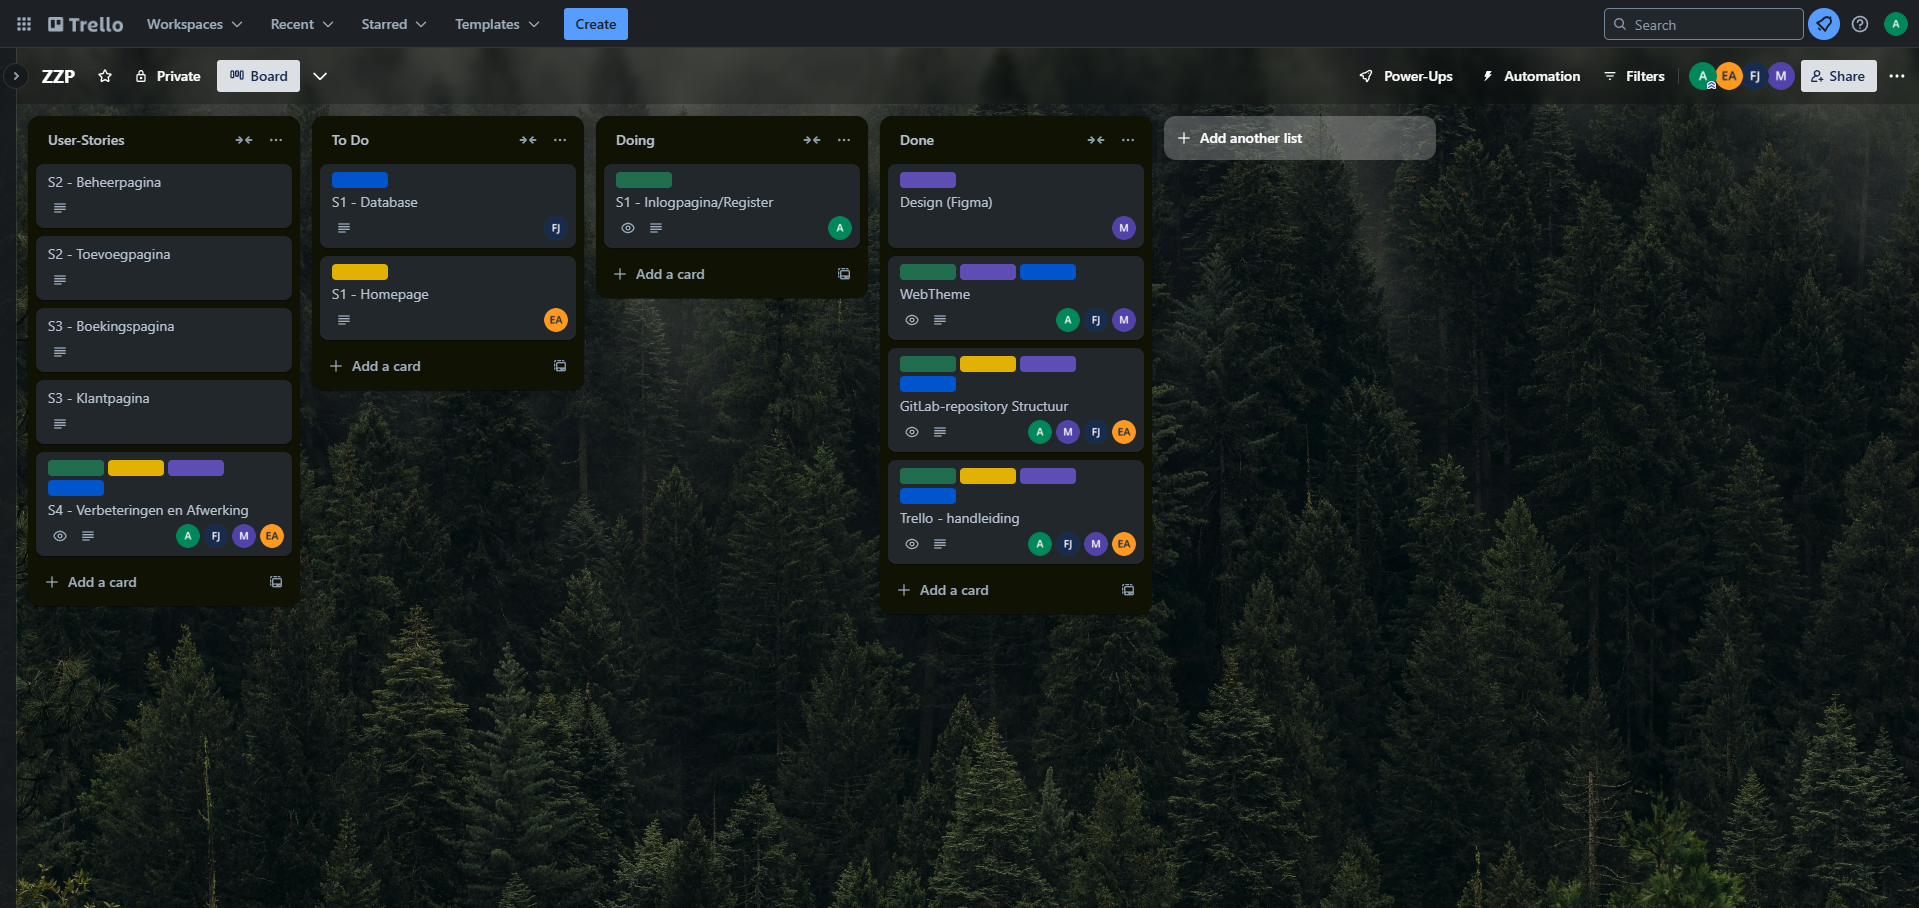 Trello
Workspaces
Recent
Starred
Templates
Create
Search
A
ZZP
Private
Board
Power-Ups
Automation
Filters
A
EA
FJ
M
Share
User-Stories
S2 - Beheerpagina
S2 - Toevoegpagina
S3 - Boekingspagina
S3 - Klantpagina
S4 - Verbeteringen en Afwerking
A FJ M EA
Add a card
To Do
S1 - Database
FJ
S1 - Homepage
EA
Add a card
Doing
S1 - Inlogpagina/Register
A
Add a card
Done
Design (Figma)
M
WebTheme
A FJ M
GitLab-repository Structuur
A M FJ EA
Trello - handleiding
A FJ M EA
Add a card
Add another list